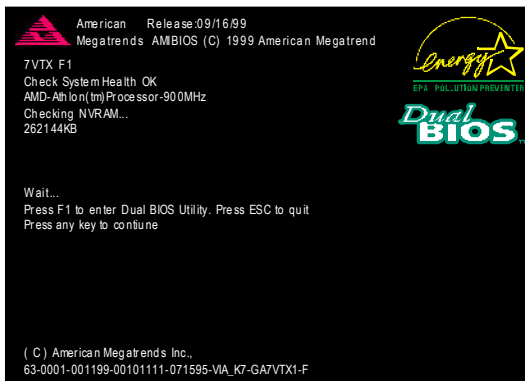 American Release:09/16/99
Megatrends AMIBIOS (C) 1999 American Megatrend
7VTX F1
Check System Health OK
AMD-Athlon(tm)Processor-900MHz
Checking NVRAM...
262144KB
energy
EPA POLLUTION PREVENTER
Dual
BIOS TM
Wait...
Press F1 to enter Dual BIOS Utility. Press ESC to quit
Press any key to contiune
( C ) American Megatrends Inc.,
63-0001-001199-00101111-071595-VIA_K7-GA7VTX1-F